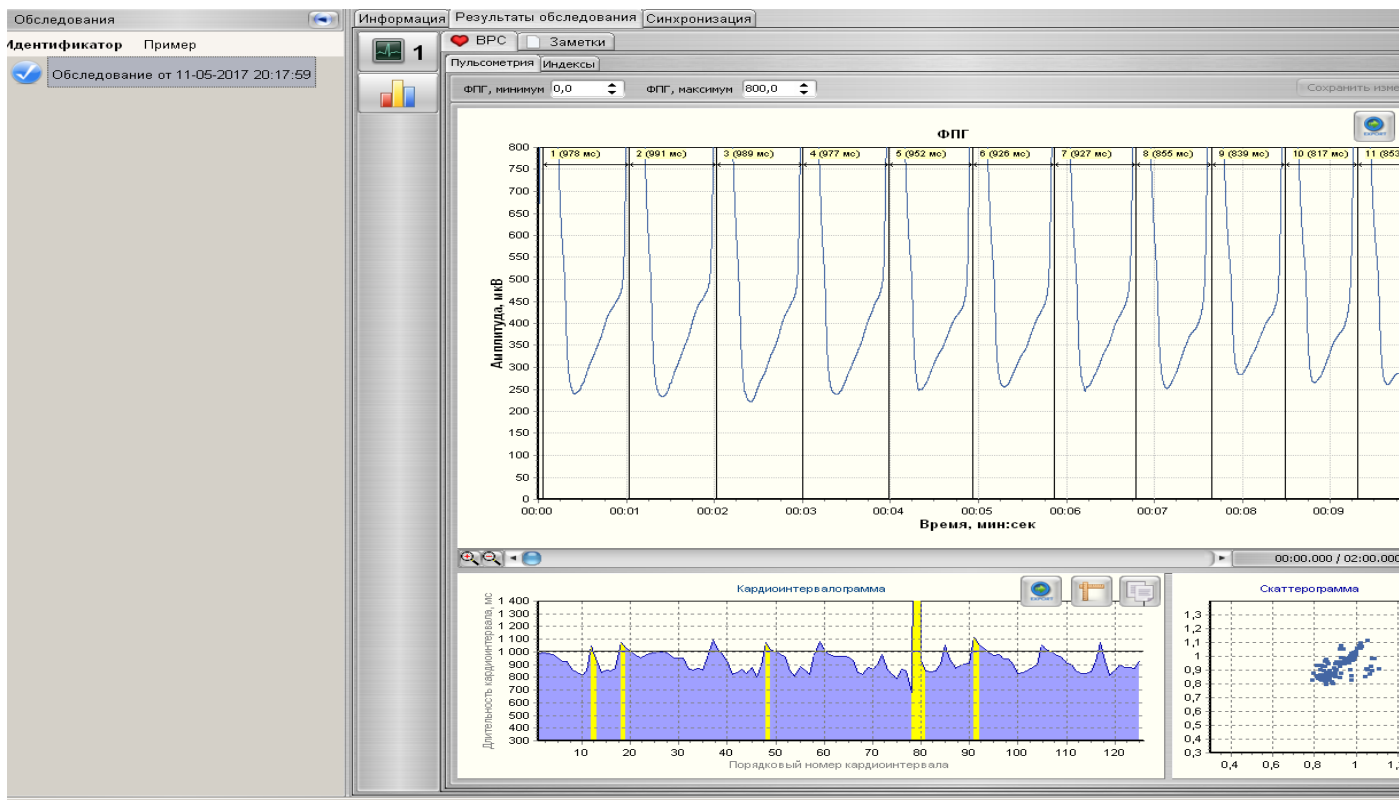 Обследования
Идентификатор Пример
Обследование от 11-05-2017 20:17:59
Информация Результаты обследования Синхронизация
1
ВРС Заметки
Пульсометрия Индексы
ФПГ, минимум 0,0 ФПГ, максимум 800,0 Сохранить изме
EXPORT
ФПГ
1 (978 мс) 2 (991 мс) 3 (989 мс) 4 (977 мс) 5 (952 мс) 6 (926 мс) 7 (927 мс) 8 (855 мс) 9 (839 мс) 10 (817 мс) 11 (853
800
750
700
650
600
550
500
450
400
350
300
250
200
150
100
50
0
Амплитуда, мкВ
00:00 00:01 00:02 00:03 00:04 00:05 00:06 00:07 00:08 00:09
Время, мин:сек
00:00.000 / 02:00.000
Кардиоинтервалограмма
EXPORT
Длительность кардиоинтервала, мс
1 400
1 300
1 200
1 100
1 000
900
800
700
600
500
400
300
10 20 30 40 50 60 70 80 90 100 110 120
Порядковый номер кардиоинтервала
Скаттерограмма
1,3
1,2
1,1
1
0,9
0,8
0,7
0,6
0,5
0,4
0,3
0,4 0,6 0,8 1 1,